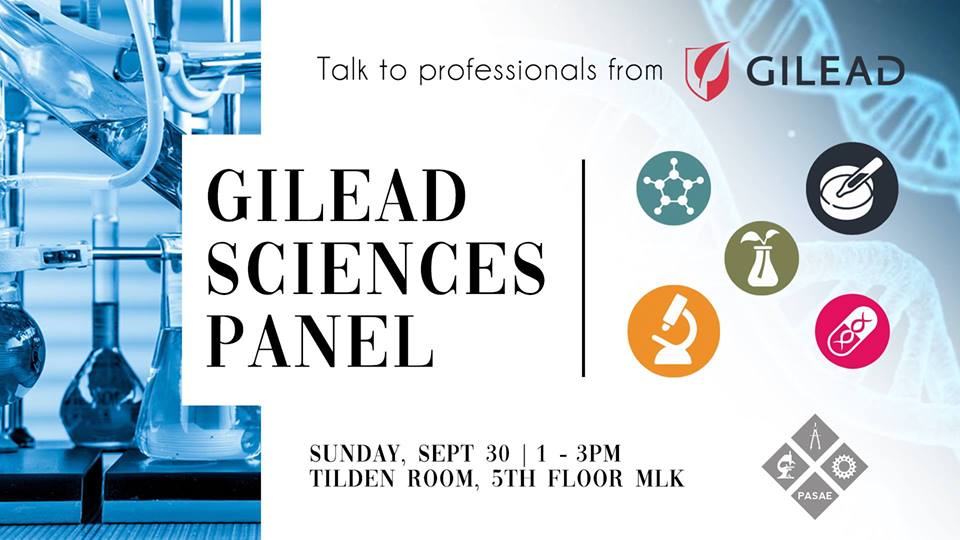 Talk to professionals from GILEAD
GILEAD
SCIENCES
PANEL
SUNDAY, SEPT 30 | 1 - 3PM
TILDEN ROOM, 5TH FLOOR MLK
PASAE